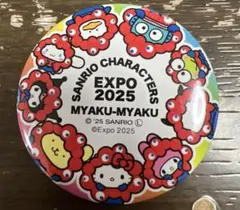 SANRIO CHARACTERS
EXPO
2025
MYAKU-MYAKU
© '25 SANRIO Ⓛ
©Expo 2025